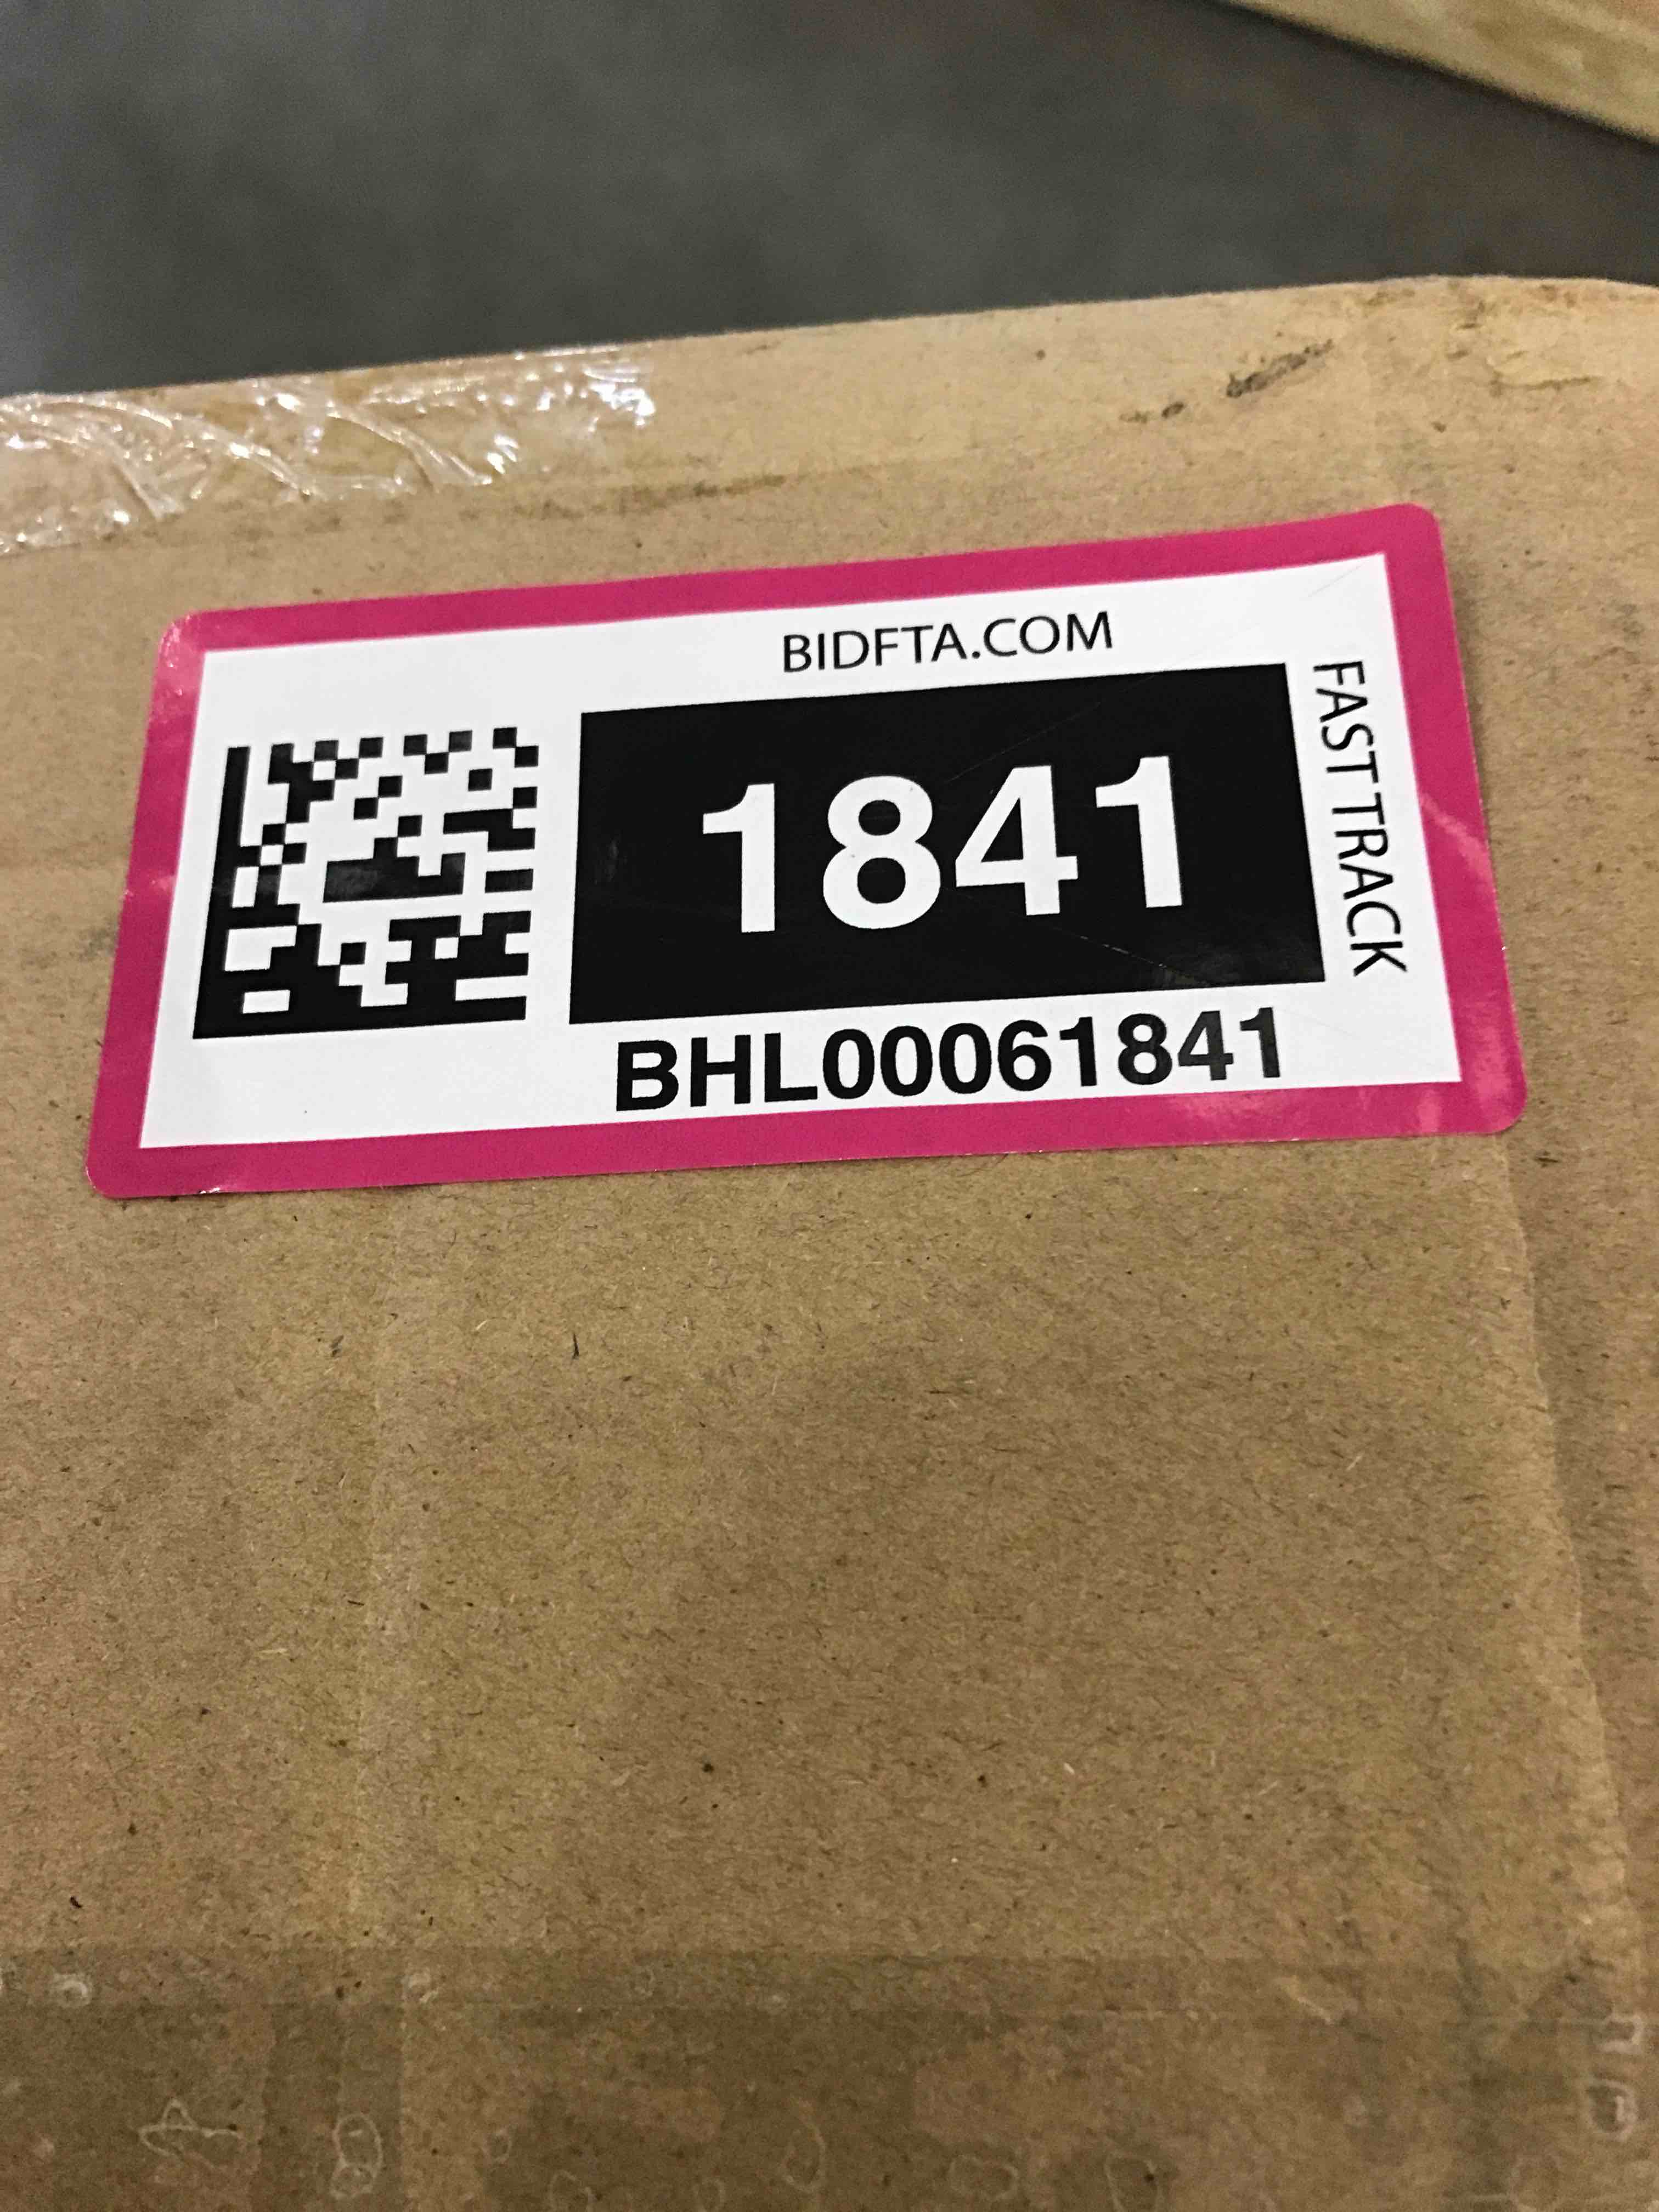 BIDFTA.COM
1841
FAST TRACK
BHL00061841